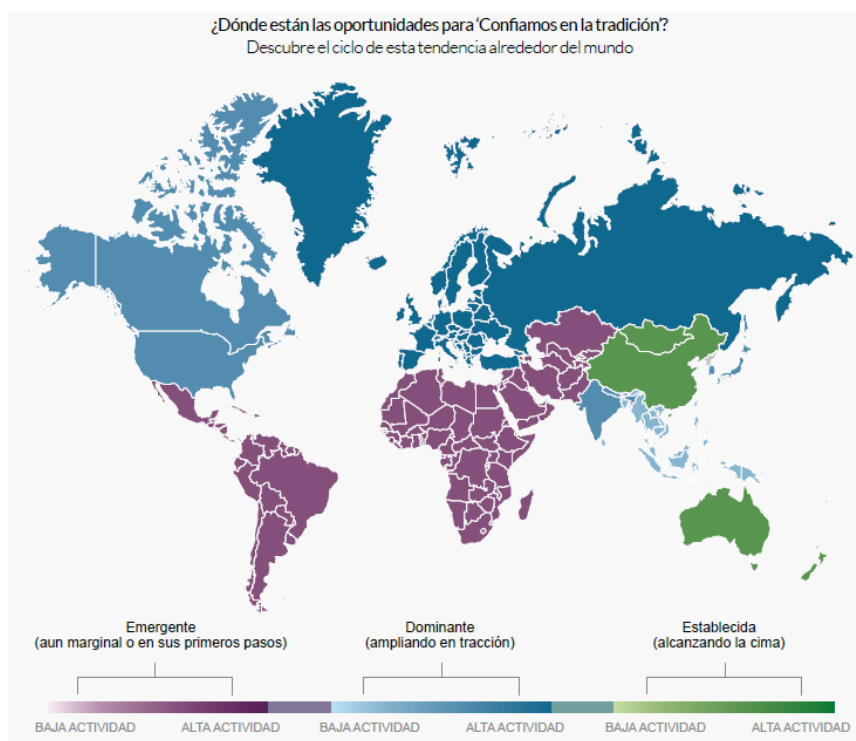 ¿Dónde están las oportunidades para ‘Confiamos en la tradición’?
Descubre el ciclo de esta tendencia alrededor del mundo
Emergente
(aun marginal o en sus primeros pasos)
Dominante
(ampliando en tracción)
Establecida
(alcanzando la cima)
BAJA ACTIVIDAD
ALTA ACTIVIDAD
BAJA ACTIVIDAD
ALTA ACTIVIDAD
BAJA ACTIVIDAD
ALTA ACTIVIDAD